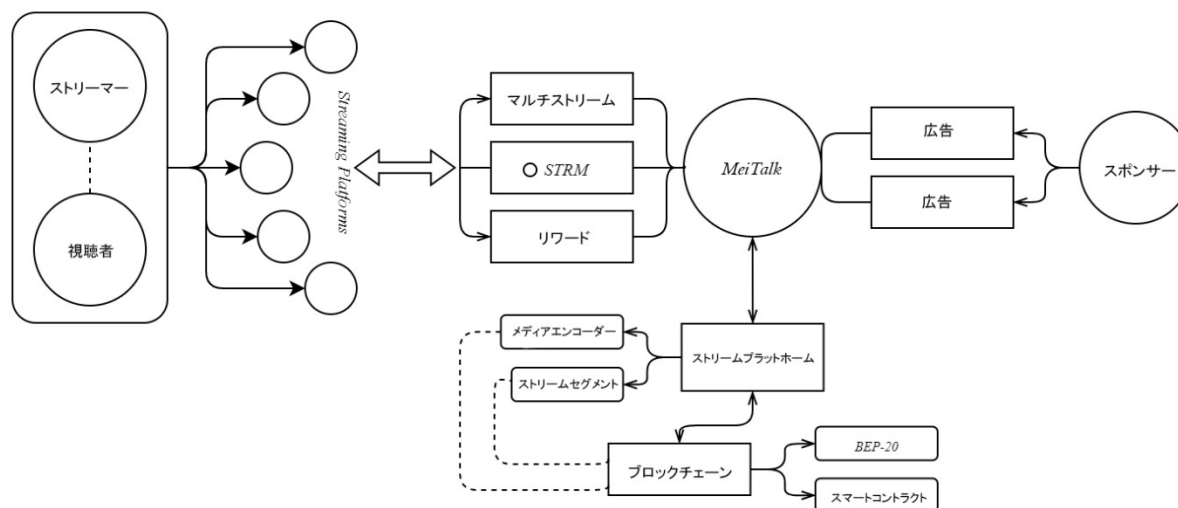 ストリーマー
視聴者
Streaming Platforms
マルチストリーム
STRM
リワード
MeiTalk
広告
広告
スポンサー
メディアエンコーダー
ストリームセグメント
ストリームプラットホーム
ブロックチェーン
BEP-20
スマートコントラクト